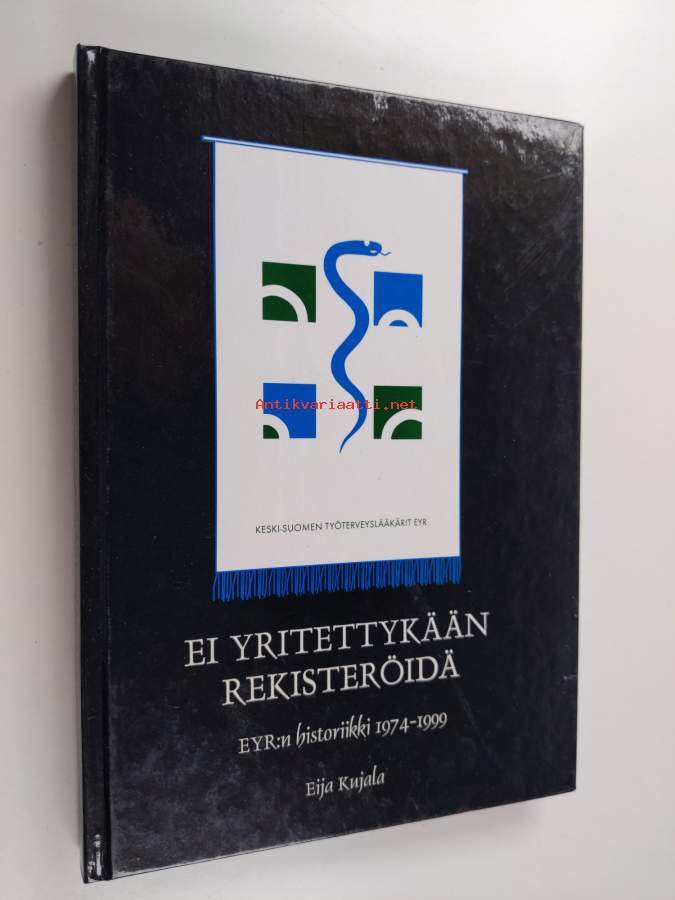 Antikvariaatti.net
KESKI-SUOMEN TYÖTERVEYSLÄÄKÄRIT EYR
EI YRITETTYKÄÄN
REKISTERÖIDÄ
EYR:n historiikki 1974-1999
Eija Kujala